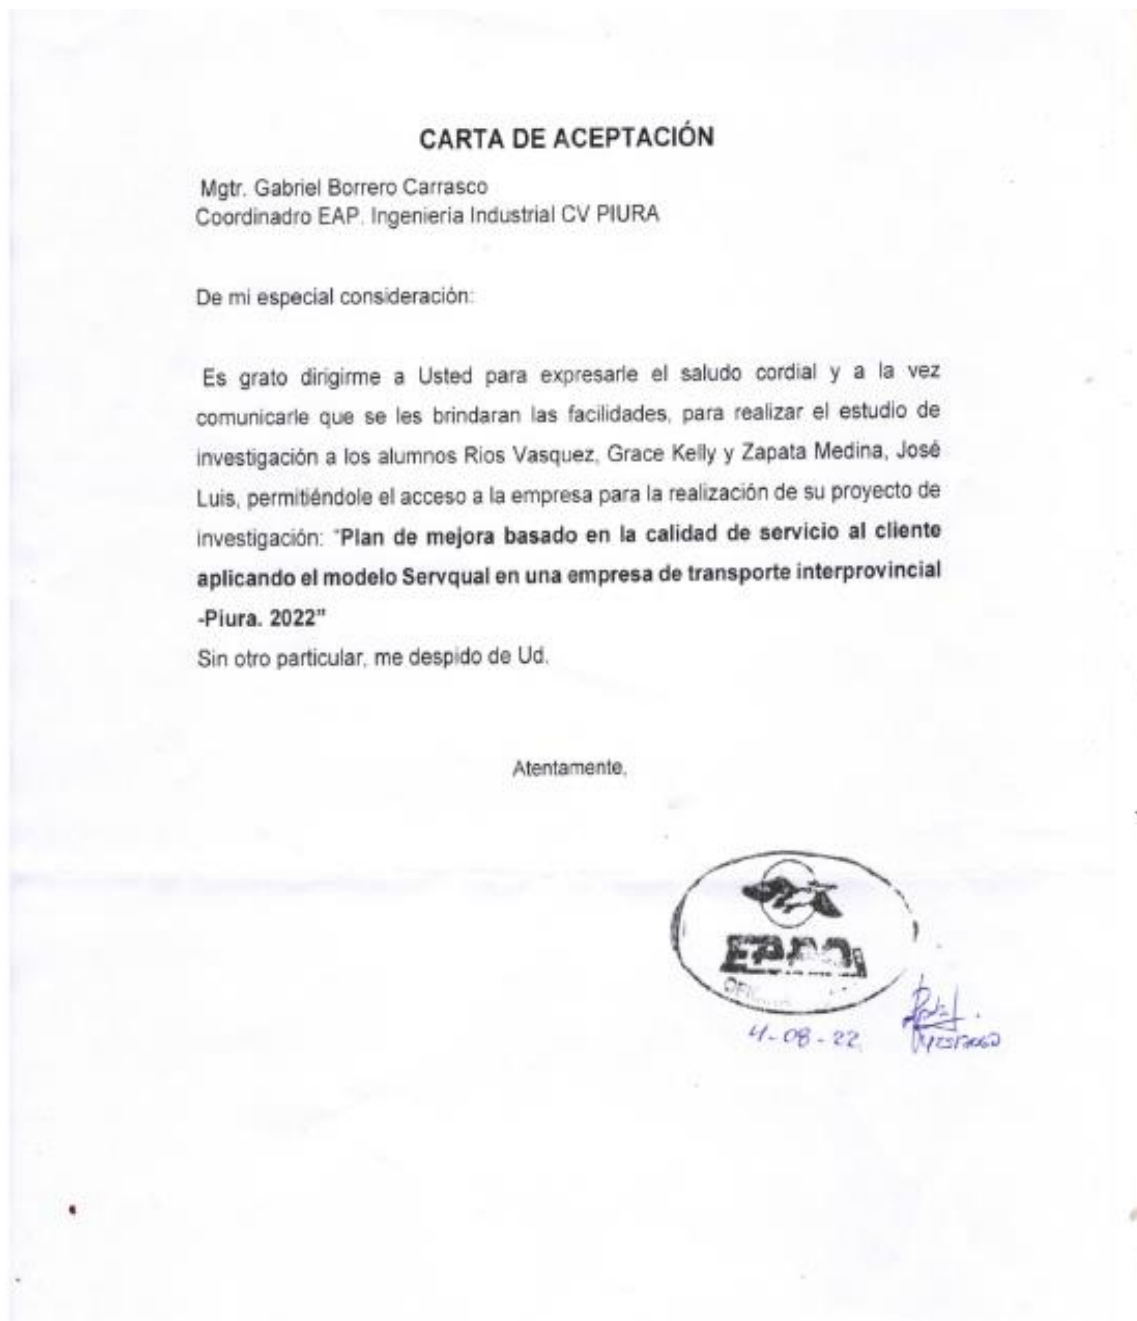 CARTA DE ACEPTACIÓN
Mgtr. Gabriel Borrero Carrasco
Coordinadro EAP. Ingeniería Industrial CV PIURA
De mi especial consideración:
Es grato dirigirme a Usted para expresarle el saludo cordial y a la vez
comunicarle que se les brindaran las facilidades, para realizar el estudio de
investigación a los alumnos Rios Vasquez, Grace Kelly y Zapata Medina, José
Luis, permitiéndole el acceso a la empresa para la realización de su proyecto de
investigación: "Plan de mejora basado en la calidad de servicio al cliente
aplicando el modelo Servqual en una empresa de transporte interprovincial
-Piura. 2022"
Sin otro particular, me despido de Ud.
Atentamente,
4-08-22